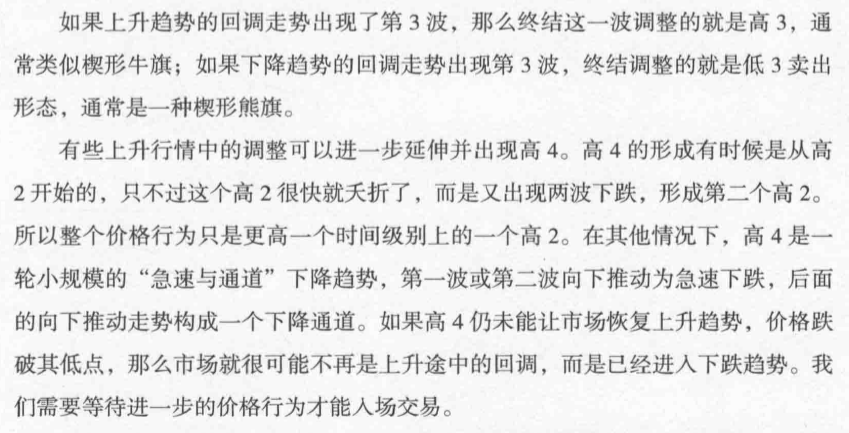 如果上升趋势的回调走势出现了第 3 波，那么终结这一波调整的就是高 3，通
常类似楔形牛旗；如果下降趋势的回调走势出现第 3 波，终结调整的就是低 3 卖出
形态，通常是一种楔形熊旗。
有些上升行情中的调整可以进一步延伸并出现高 4。高 4 的形成有时候是从高
2 开始的，只不过这个高 2 很快就夭折了，而是又出现两波下跌，形成第二个高 2。
所以整个价格行为只是更高一个时间级别上的一个高 2。在其他情况下，高 4 是一
轮小规模的“急速与通道”下降趋势，第一波或第二波向下推动为急速下跌，后面
的向下推动走势构成一个下降通道。如果高 4 仍未能让市场恢复上升趋势，价格跌
破其低点，那么市场就很可能不再是上升途中的回调，而是已经进入下跌趋势。我
们需要等待进一步的价格行为才能入场交易。